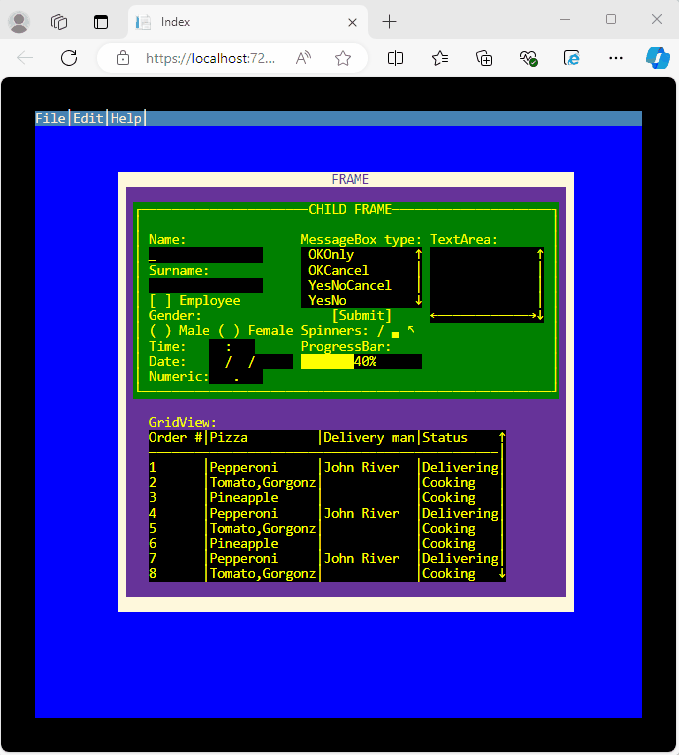 Index
https://localhost:72...
File|Edit|Help|
FRAME
CHILD FRAME
Name: MessageBox type: TextArea:
_ OKOnly
Surname: OKCancel
YesNoCancel
[ ] Employee YesNo
Gender: [Submit]
( ) Male ( ) Female Spinners: /
Time: : ProgressBar:
Date: / / 40%
Numeric: .
GridView:
Order #|Pizza |Delivery man|Status
1 |Pepperoni |John River |Delivering|
2 |Tomato,Gorgonz| |Cooking |
3 |Pineapple | |Cooking |
4 |Pepperoni |John River |Delivering|
5 |Tomato,Gorgonz| |Cooking |
6 |Pineapple | |Cooking |
7 |Pepperoni |John River |Delivering|
8 |Tomato,Gorgonz| |Cooking